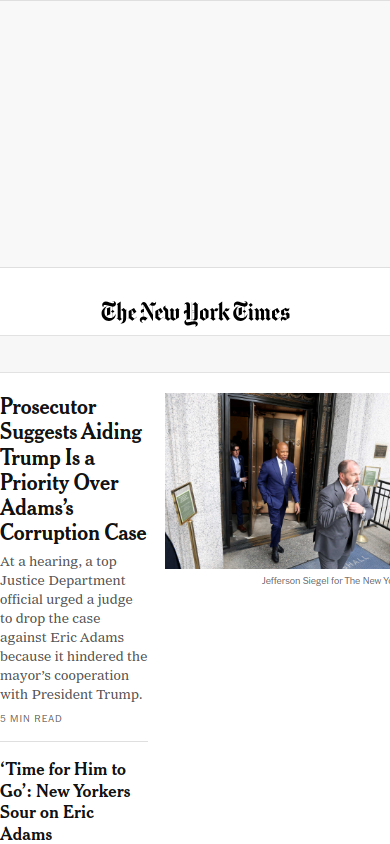 The New York Times
Prosecutor
Suggests Aiding
Trump Is a
Priority Over
Adams's
Corruption Case
At a hearing, a top
Justice Department
official urged a judge
to drop the case
against Eric Adams
because it hindered the
mayor's cooperation
with President Trump.
5 MIN READ
Jefferson Siegel for The New Yo
‘Time for Him to
Go’: New Yorkers
Sour on Eric
Adams